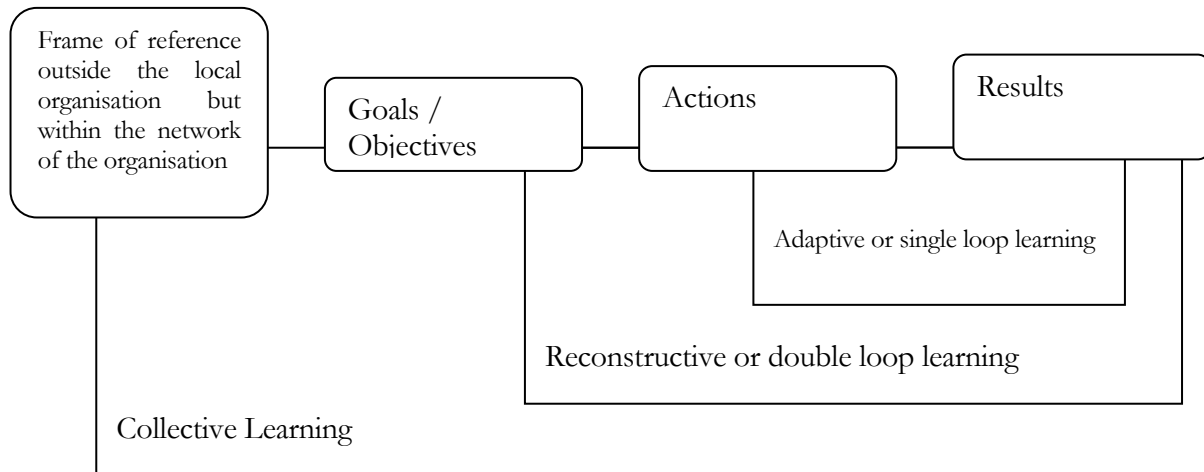 Frame of reference
outside the local
organisation but
within the network
of the organisation
Goals /
Objectives
Actions
Results
Adaptive or single loop learning
Reconstructive or double loop learning
Collective Learning